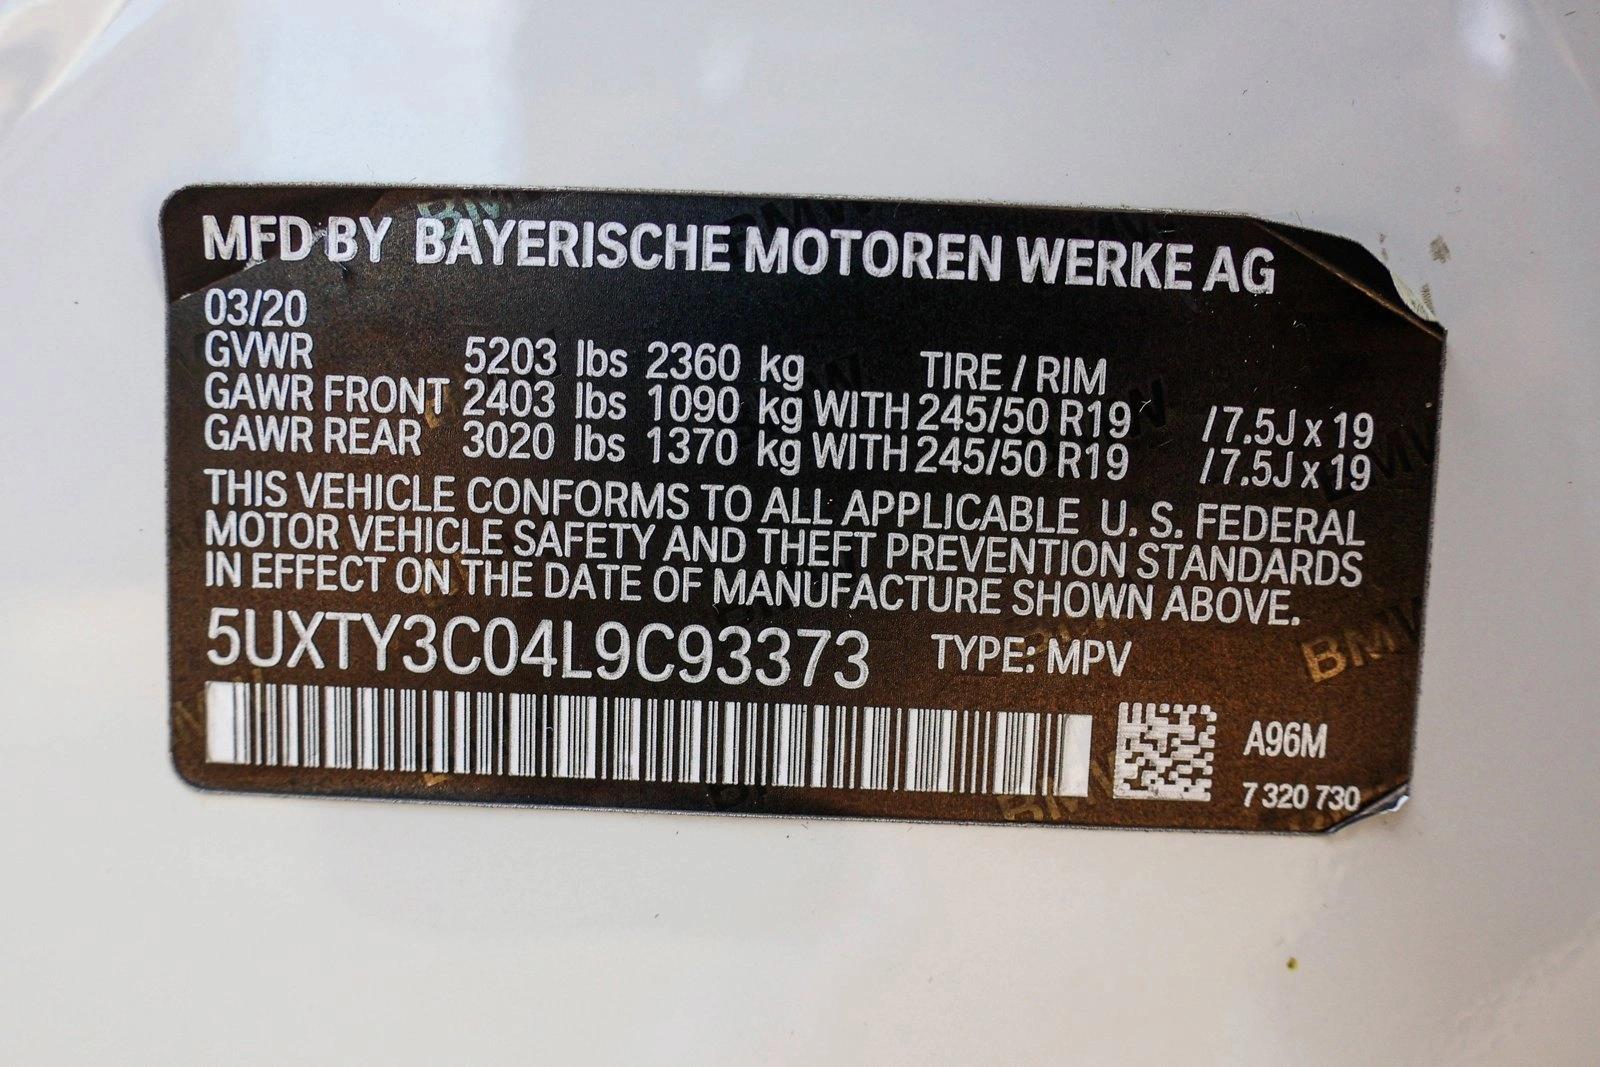 MFD BY BAYERISCHE MOTOREN WERKE AG
03/20
GVWR 5203 lbs 2360 kg TIRE / RIM
GAWR FRONT 2403 lbs 1090 kg WITH 245/50 R19 /7.5J x 19
GAWR REAR 3020 lbs 1370 kg WITH 245/50 R19 /7.5J x 19
THIS VEHICLE CONFORMS TO ALL APPLICABLE U. S. FEDERAL
MOTOR VEHICLE SAFETY AND THEFT PREVENTION STANDARDS
IN EFFECT ON THE DATE OF MANUFACTURE SHOWN ABOVE.
5UXTY3C04L9C93373 TYPE: MPV
A96M
7 320 730